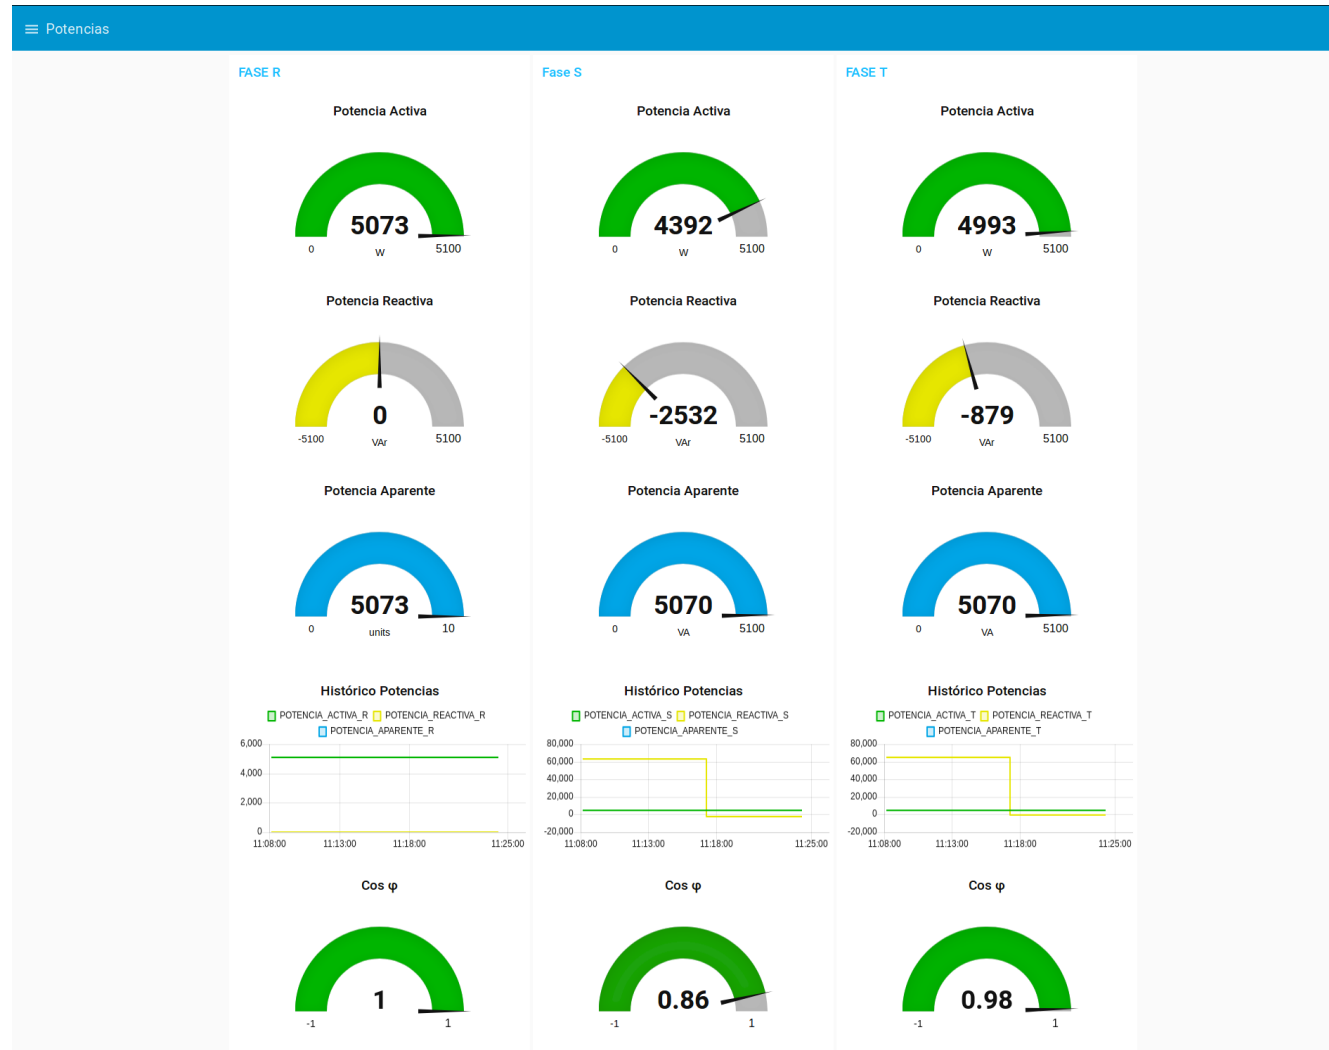 Potencias
FASE R
Potencia Activa
5073
0
W
5100
Potencia Reactiva
0
-5100
VAr
5100
Potencia Aparente
5073
0
units
10
Histórico Potencias
POTENCIA_ACTIVA_R POTENCIA_REACTIVA_R
POTENCIA_APARENTE_R
6,000
4,000
2,000
0
11:08:00 11:13:00 11:18:00 11:25:00
Cos φ
1
-1
1
Fase S
Potencia Activa
4392
0
W
5100
Potencia Reactiva
-2532
-5100
VAr
5100
Potencia Aparente
5070
0
VA
5100
Histórico Potencias
POTENCIA_ACTIVA_S POTENCIA_REACTIVA_S
POTENCIA_APARENTE_S
80,000
60,000
40,000
20,000
0
-20,000
11:08:00 11:13:00 11:18:00 11:25:00
Cos φ
0.86
-1
1
FASE T
Potencia Activa
4993
0
W
5100
Potencia Reactiva
-879
-5100
VAr
5100
Potencia Aparente
5070
0
VA
5100
Histórico Potencias
POTENCIA_ACTIVA_T POTENCIA_REACTIVA_T
POTENCIA_APARENTE_T
80,000
60,000
40,000
20,000
0
-20,000
11:08:00 11:13:00 11:18:00 11:25:00
Cos φ
0.98
-1
1